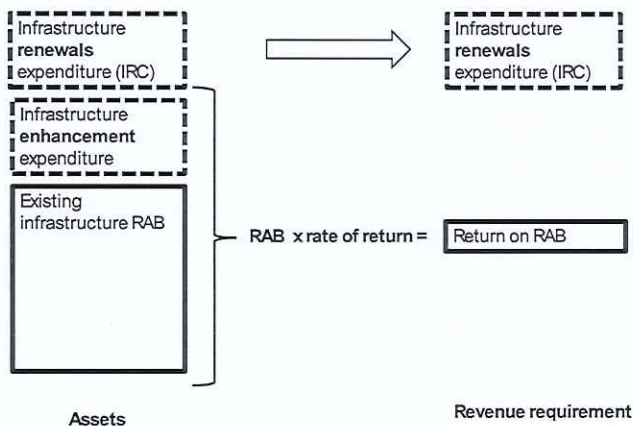 Infrastructure
renewals
expenditure (IRC)
Infrastructure
renewals
expenditure (IRC)
Infrastructure
enhancement
expenditure
Existing
infrastructure RAB
RAB x rate of return =
Return on RAB
Assets
Revenue requirement